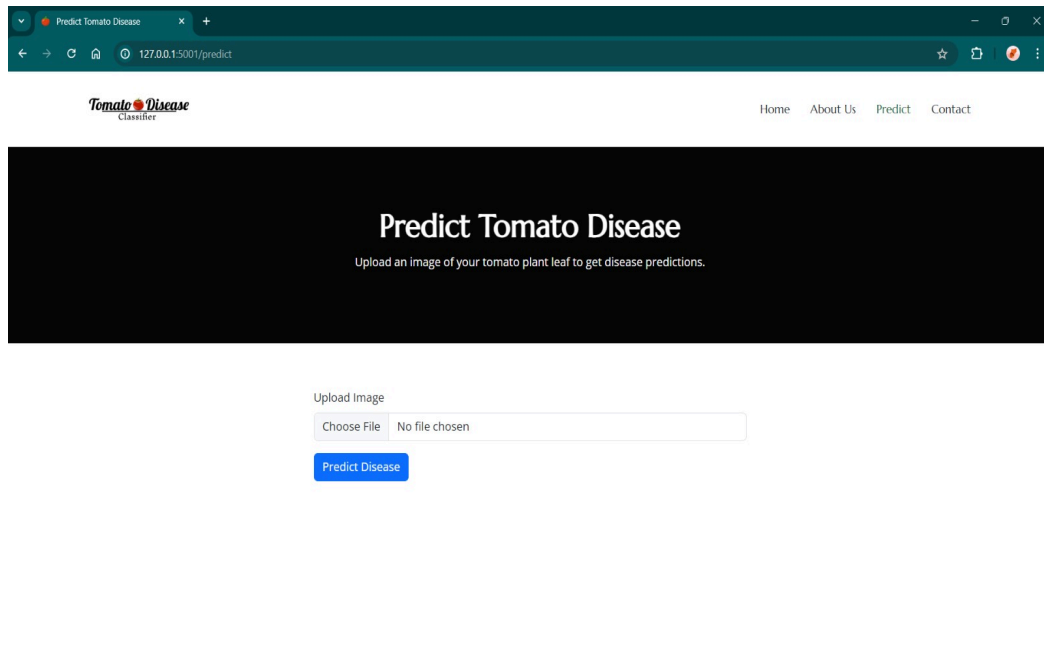 Predict Tomato Disease
127.0.0.1:5001/predict
Tomato Disease
Classifier
Home About Us Predict Contact
Predict Tomato Disease
Upload an image of your tomato plant leaf to get disease predictions.
Upload Image
Choose File No file chosen
Predict Disease